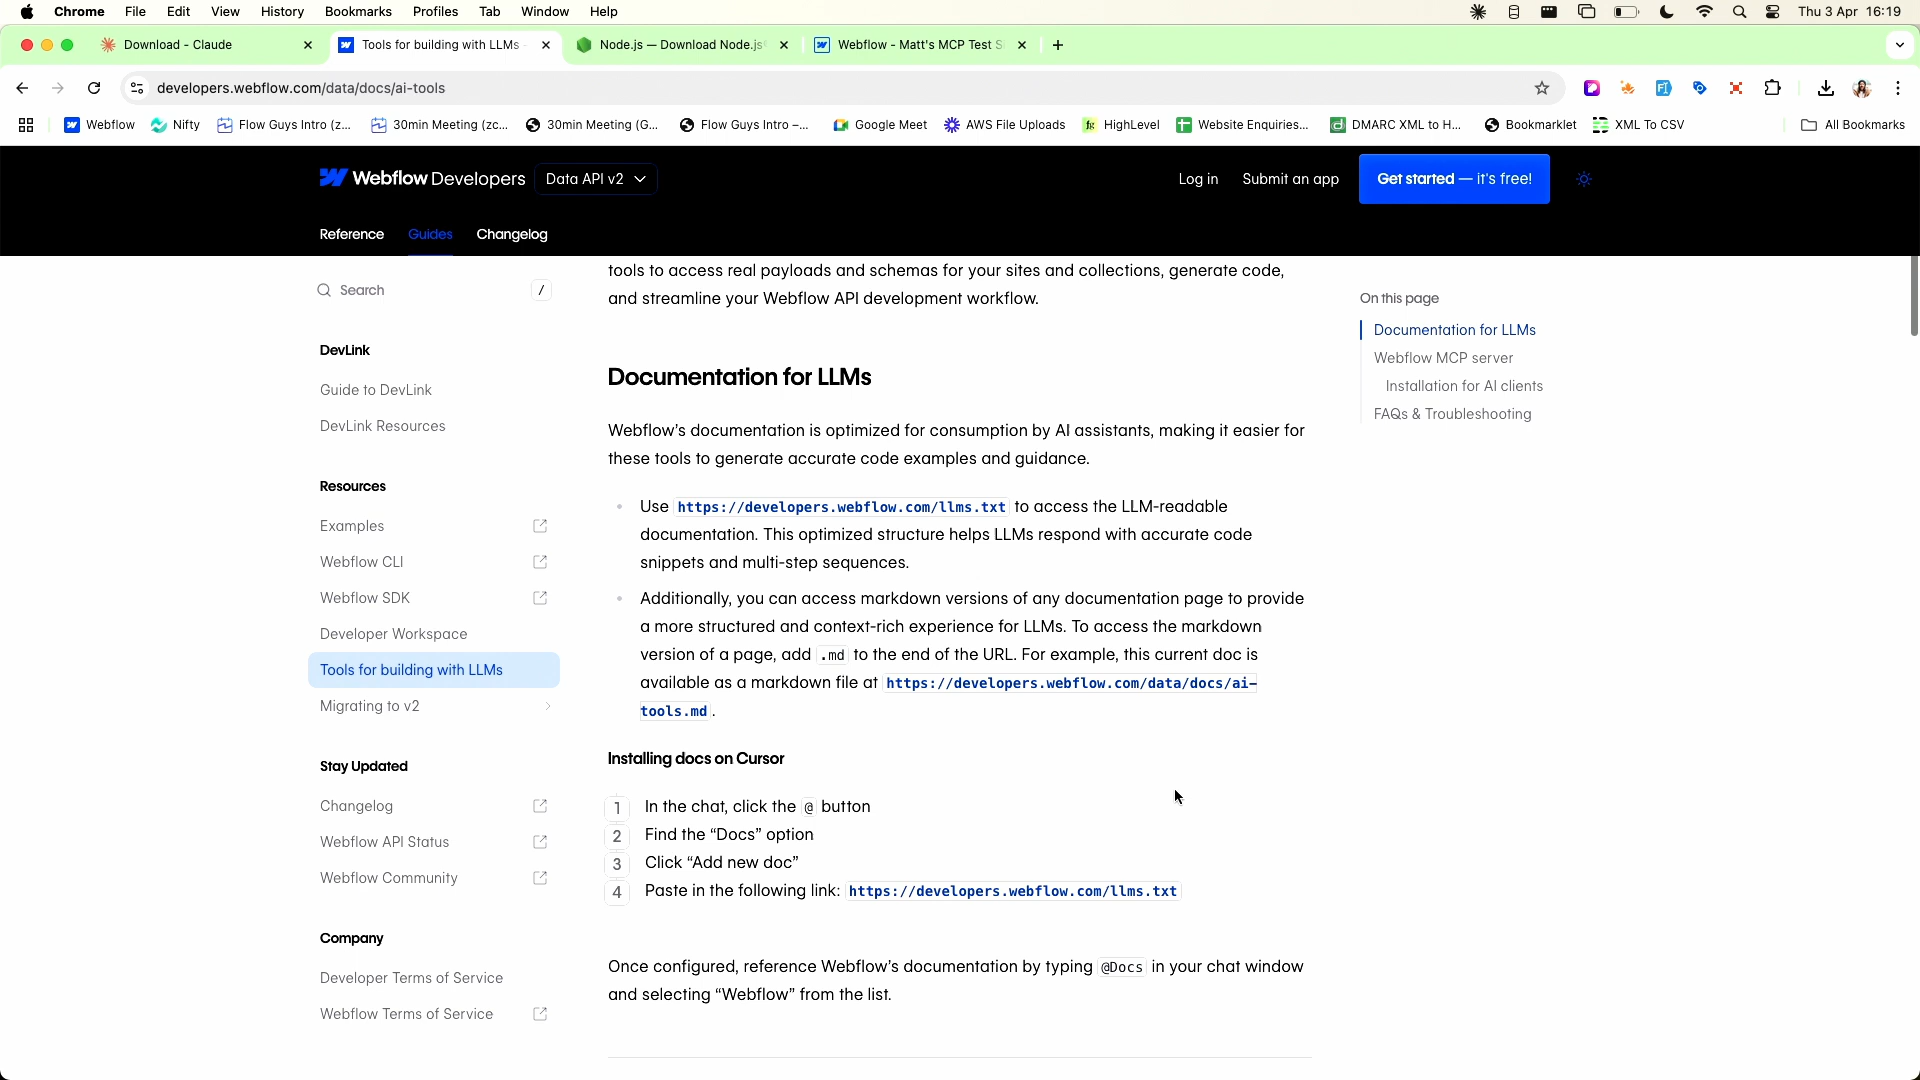 Chrome File Edit View History Bookmarks Profiles Tab Window Help Thu 3 Apr 16:19
Download - Claude
Tools for building with LLMs
Node.js — Download Node.js
Webflow - Matt's MCP Test S
developers.webflow.com/data/docs/ai-tools
Webflow Nifty Flow Guys Intro (z... 30min Meeting (zc... 30min Meeting (G... Flow Guys Intro –... Google Meet AWS File Uploads HighLevel Website Enquiries... DMARC XML to H... Bookmarklet XML To CSV All Bookmarks
Webflow Developers Data API v2 Log in Submit an app Get started — it's free!
Reference Guides Changelog
Search /
DevLink
Guide to DevLink
DevLink Resources
Resources
Examples
Webflow CLI
Webflow SDK
Developer Workspace
Tools for building with LLMs
Migrating to v2
Stay Updated
Changelog
Webflow API Status
Webflow Community
Company
Developer Terms of Service
Webflow Terms of Service
tools to access real payloads and schemas for your sites and collections, generate code,
and streamline your Webflow API development workflow.
Documentation for LLMs
Webflow’s documentation is optimized for consumption by AI assistants, making it easier for
these tools to generate accurate code examples and guidance.
Use https://developers.webflow.com/llms.txt to access the LLM-readable
documentation. This optimized structure helps LLMs respond with accurate code
snippets and multi-step sequences.
Additionally, you can access markdown versions of any documentation page to provide
a more structured and context-rich experience for LLMs. To access the markdown
version of a page, add .md to the end of the URL. For example, this current doc is
available as a markdown file at https://developers.webflow.com/data/docs/ai-
tools.md.
Installing docs on Cursor
1 In the chat, click the @ button
2 Find the “Docs” option
3 Click “Add new doc”
4 Paste in the following link: https://developers.webflow.com/llms.txt
Once configured, reference Webflow’s documentation by typing @Docs in your chat window
and selecting “Webflow” from the list.
On this page
Documentation for LLMs
Webflow MCP server
Installation for AI clients
FAQs & Troubleshooting